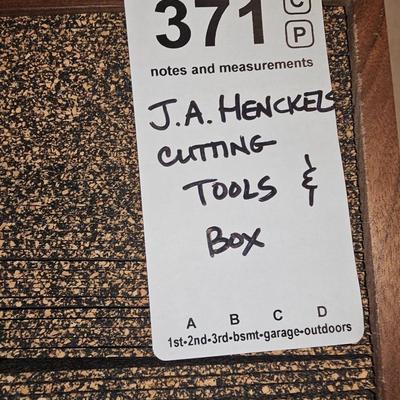 371 C
P
notes and measurements
J.A. HENCKELS
CUTTING
TOOLS &
BOX
A B C D
1st-2nd-3rd-bsmt-garage-outdoors